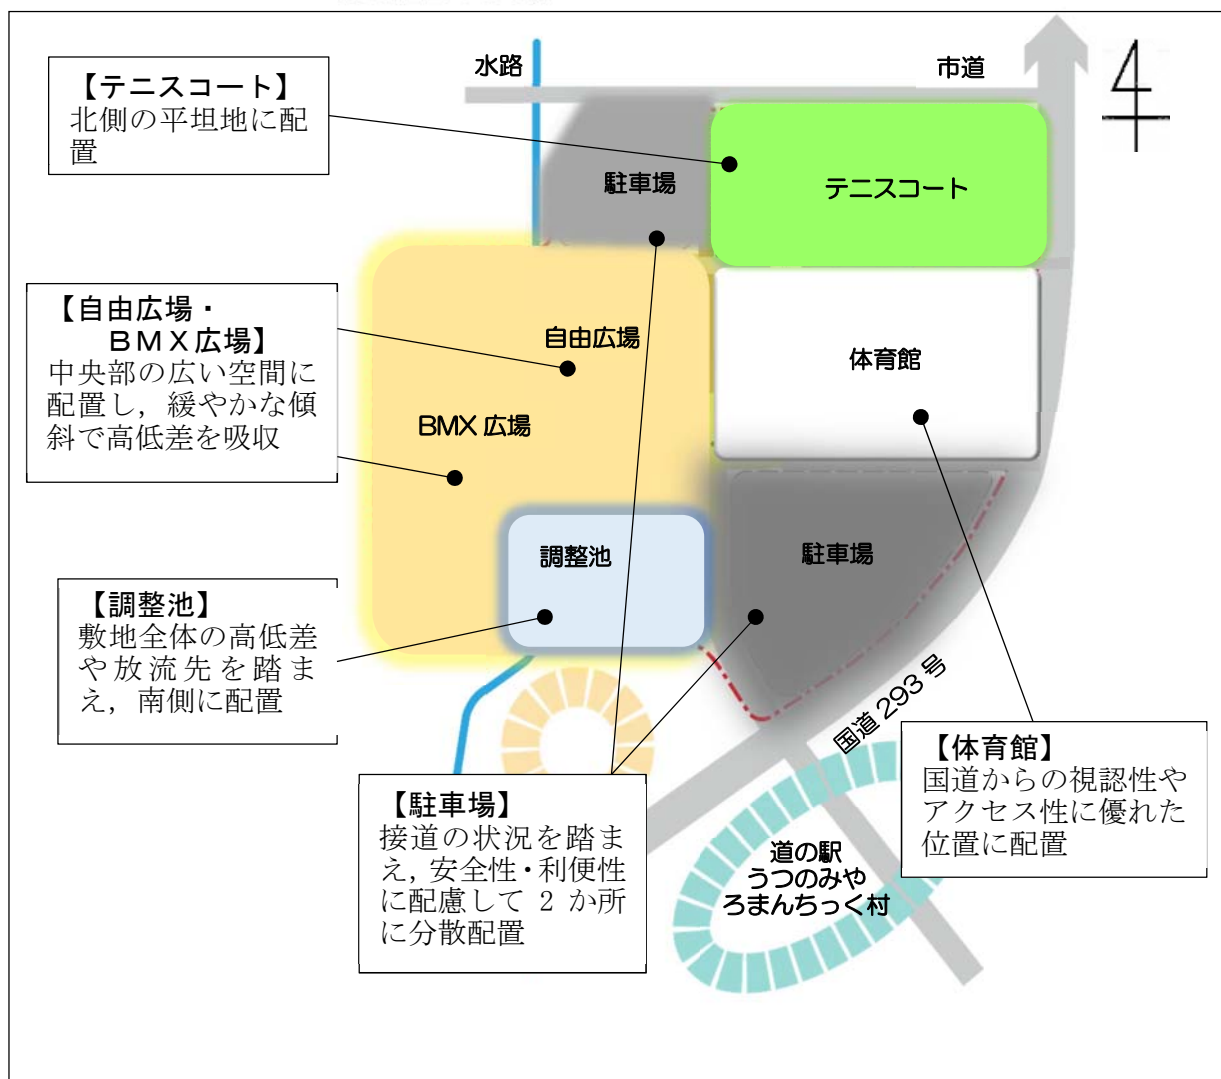 水路
市道
【テニスコート】
北側の平坦地に配
置
駐車場
テニスコート
【自由広場・
BMX広場】
中央部の広い空間に
配置し，緩やかな傾
斜で高低差を吸収
自由広場
体育館
BMX 広場
調整池
駐車場
【調整池】
敷地全体の高低差
や放流先を踏ま
え，南側に配置
国道 293 号
【体育館】
国道からの視認性や
アクセス性に優れた
位置に配置
【駐車場】
接道の状況を踏ま
え，安全性・利便性
に配慮して 2 か所
に分散配置
道の駅
うつのみや
ろまんちっく村